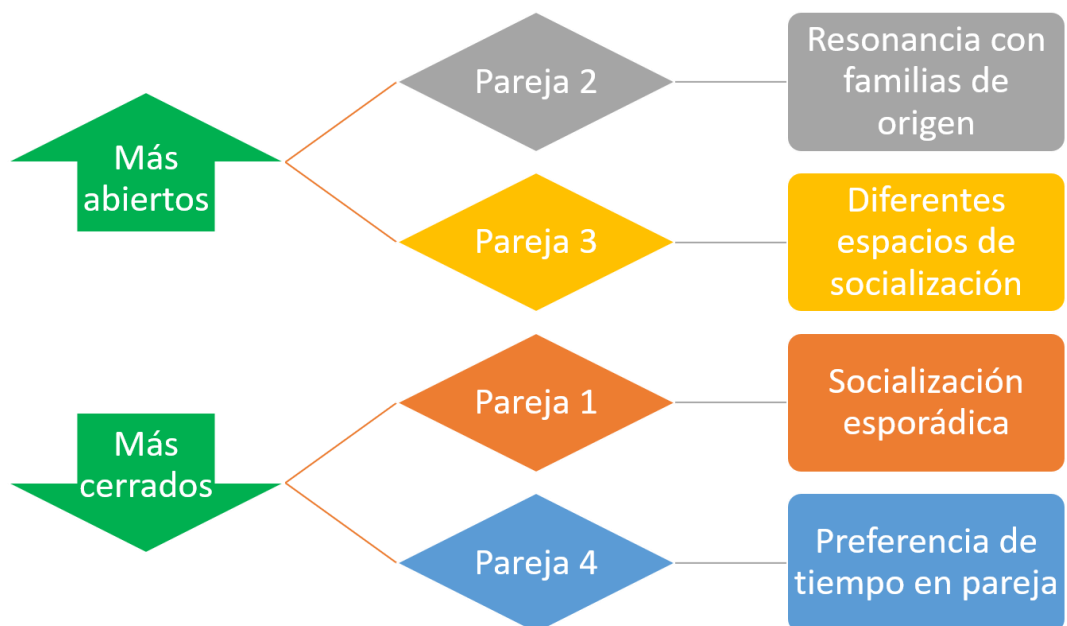 Más
abiertos
Pareja 2
Resonancia con
familias de
origen
Pareja 3
Diferentes
espacios de
socialización
Más
cerrados
Pareja 1
Socialización
esporádica
Pareja 4
Preferencia de
tiempo en pareja